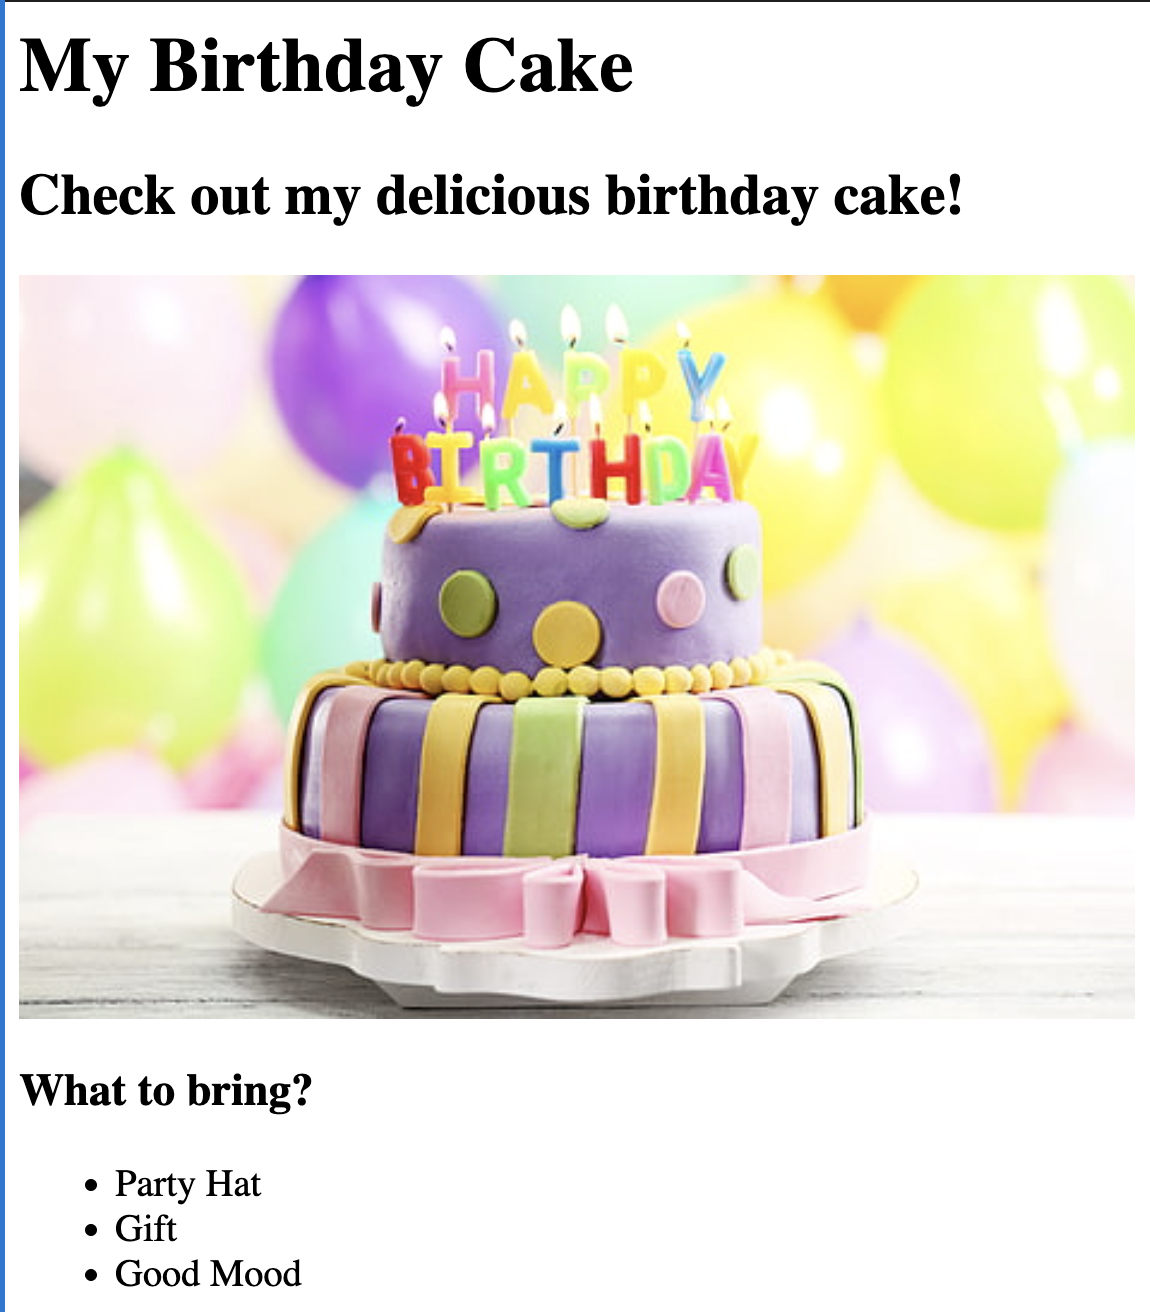 My Birthday Cake
Check out my delicious birthday cake!
HAPPY
BIRTHDAY
What to bring?
Party Hat
Gift
Good Mood